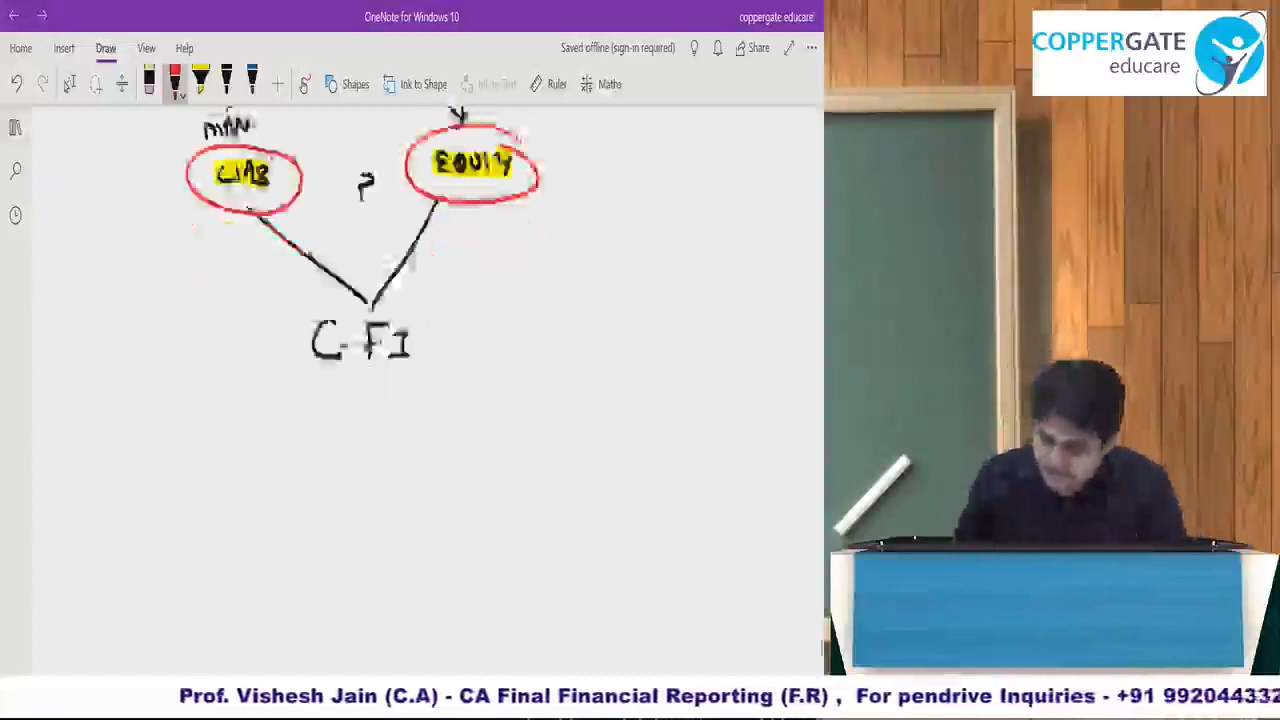 OneNote for Windows 10
coppergate educare
Home Insert Draw View Help
Saved offline (sign-in required)
Share
Shapes
Ink to Shape
Ink to Text
Ruler
Maths
COPPERGATE
educare
LIAB
?
EQUITY
C-FI
Prof. Vishesh Jain (C.A) - CA Final Financial Reporting (F.R) , For pendrive Inquiries - +91 992044332